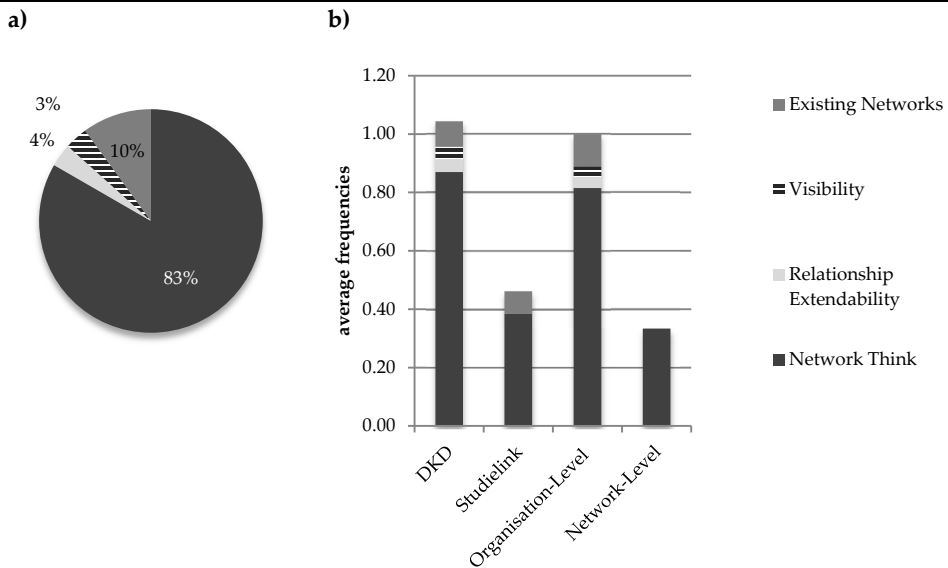 a)
3%
4%
10%
83%
b)
average frequencies
1.20
1.00
0.80
0.60
0.40
0.20
0.00
DKD
Studielink
Organisation-Level
Network-Level
Existing Networks
Visibility
Relationship
Extendability
Network Think